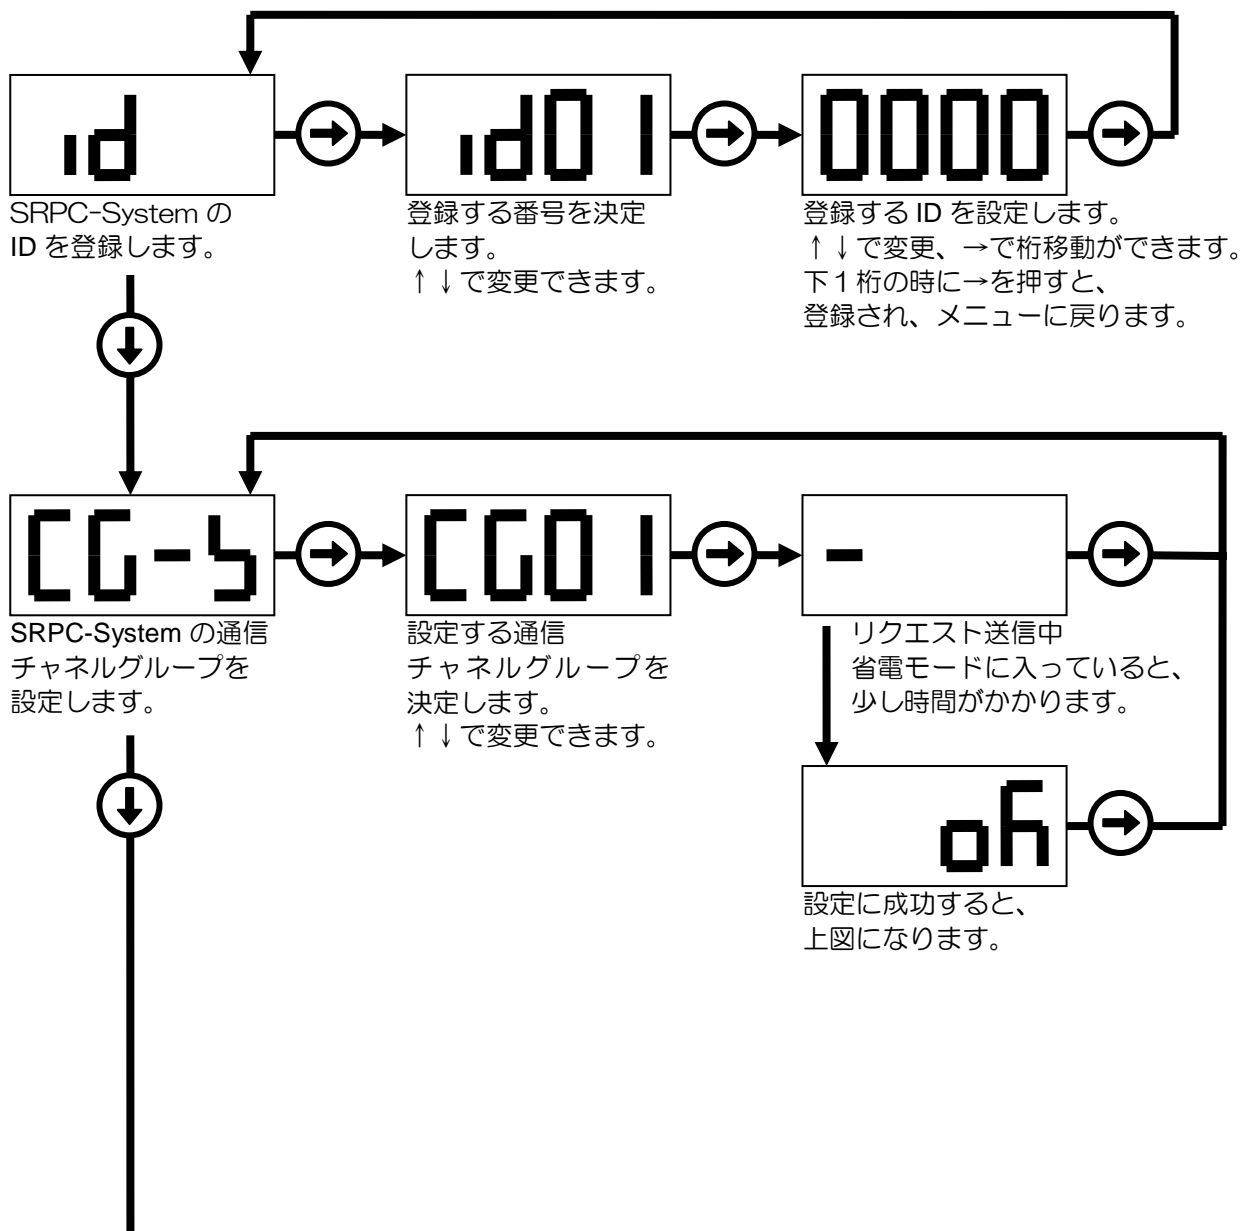 id
SRPC-System の
ID を登録します。
id01
登録する番号を決定
します。
↑↓で変更できます。
0000
登録する ID を設定します。
↑↓で変更、→で桁移動ができます。
下1桁の時に→を押すと、
登録され、メニューに戻ります。
CG-S
SRPC-System の通信
チャネルグループを
設定します。
CG01
設定する通信
チャネルグループを
決定します。
↑↓で変更できます。
-
リクエスト送信中
省電モードに入っていると、
少し時間がかかります。
oK
設定に成功すると、
上図になります。